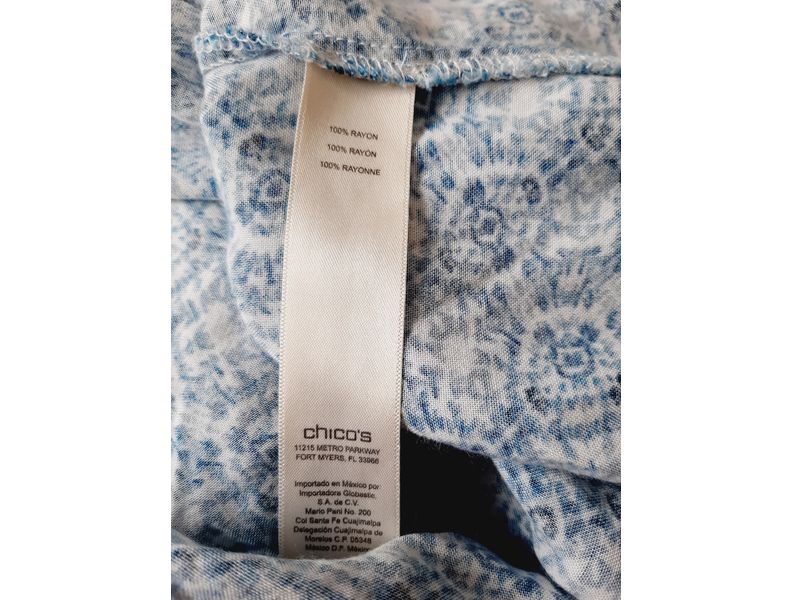 100% RAYON
100% RAYON
100% RAYONNE
chico's
11215 METRO PARKWAY
FORT MYERS, FL 33966
Importado en México por:
Importadora Globastic,
S.A. de C.V.
Mario Pani No. 200
Col Santa Fe Cuajimalpa
Delegación Cuajimalpa de
Morelos C.P. 05348
México D.F. México